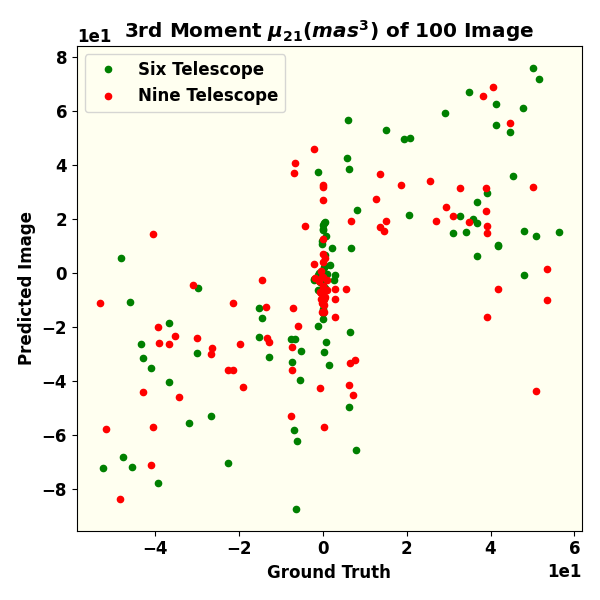 3rd Moment μ₂₁(mas³) of 100 Image
1e1
Six Telescope
Nine Telescope
8
6
4
2
0
−2
−4
−6
−8
Predicted Image
−4 −2 0 2 4 6
Ground Truth
1e1